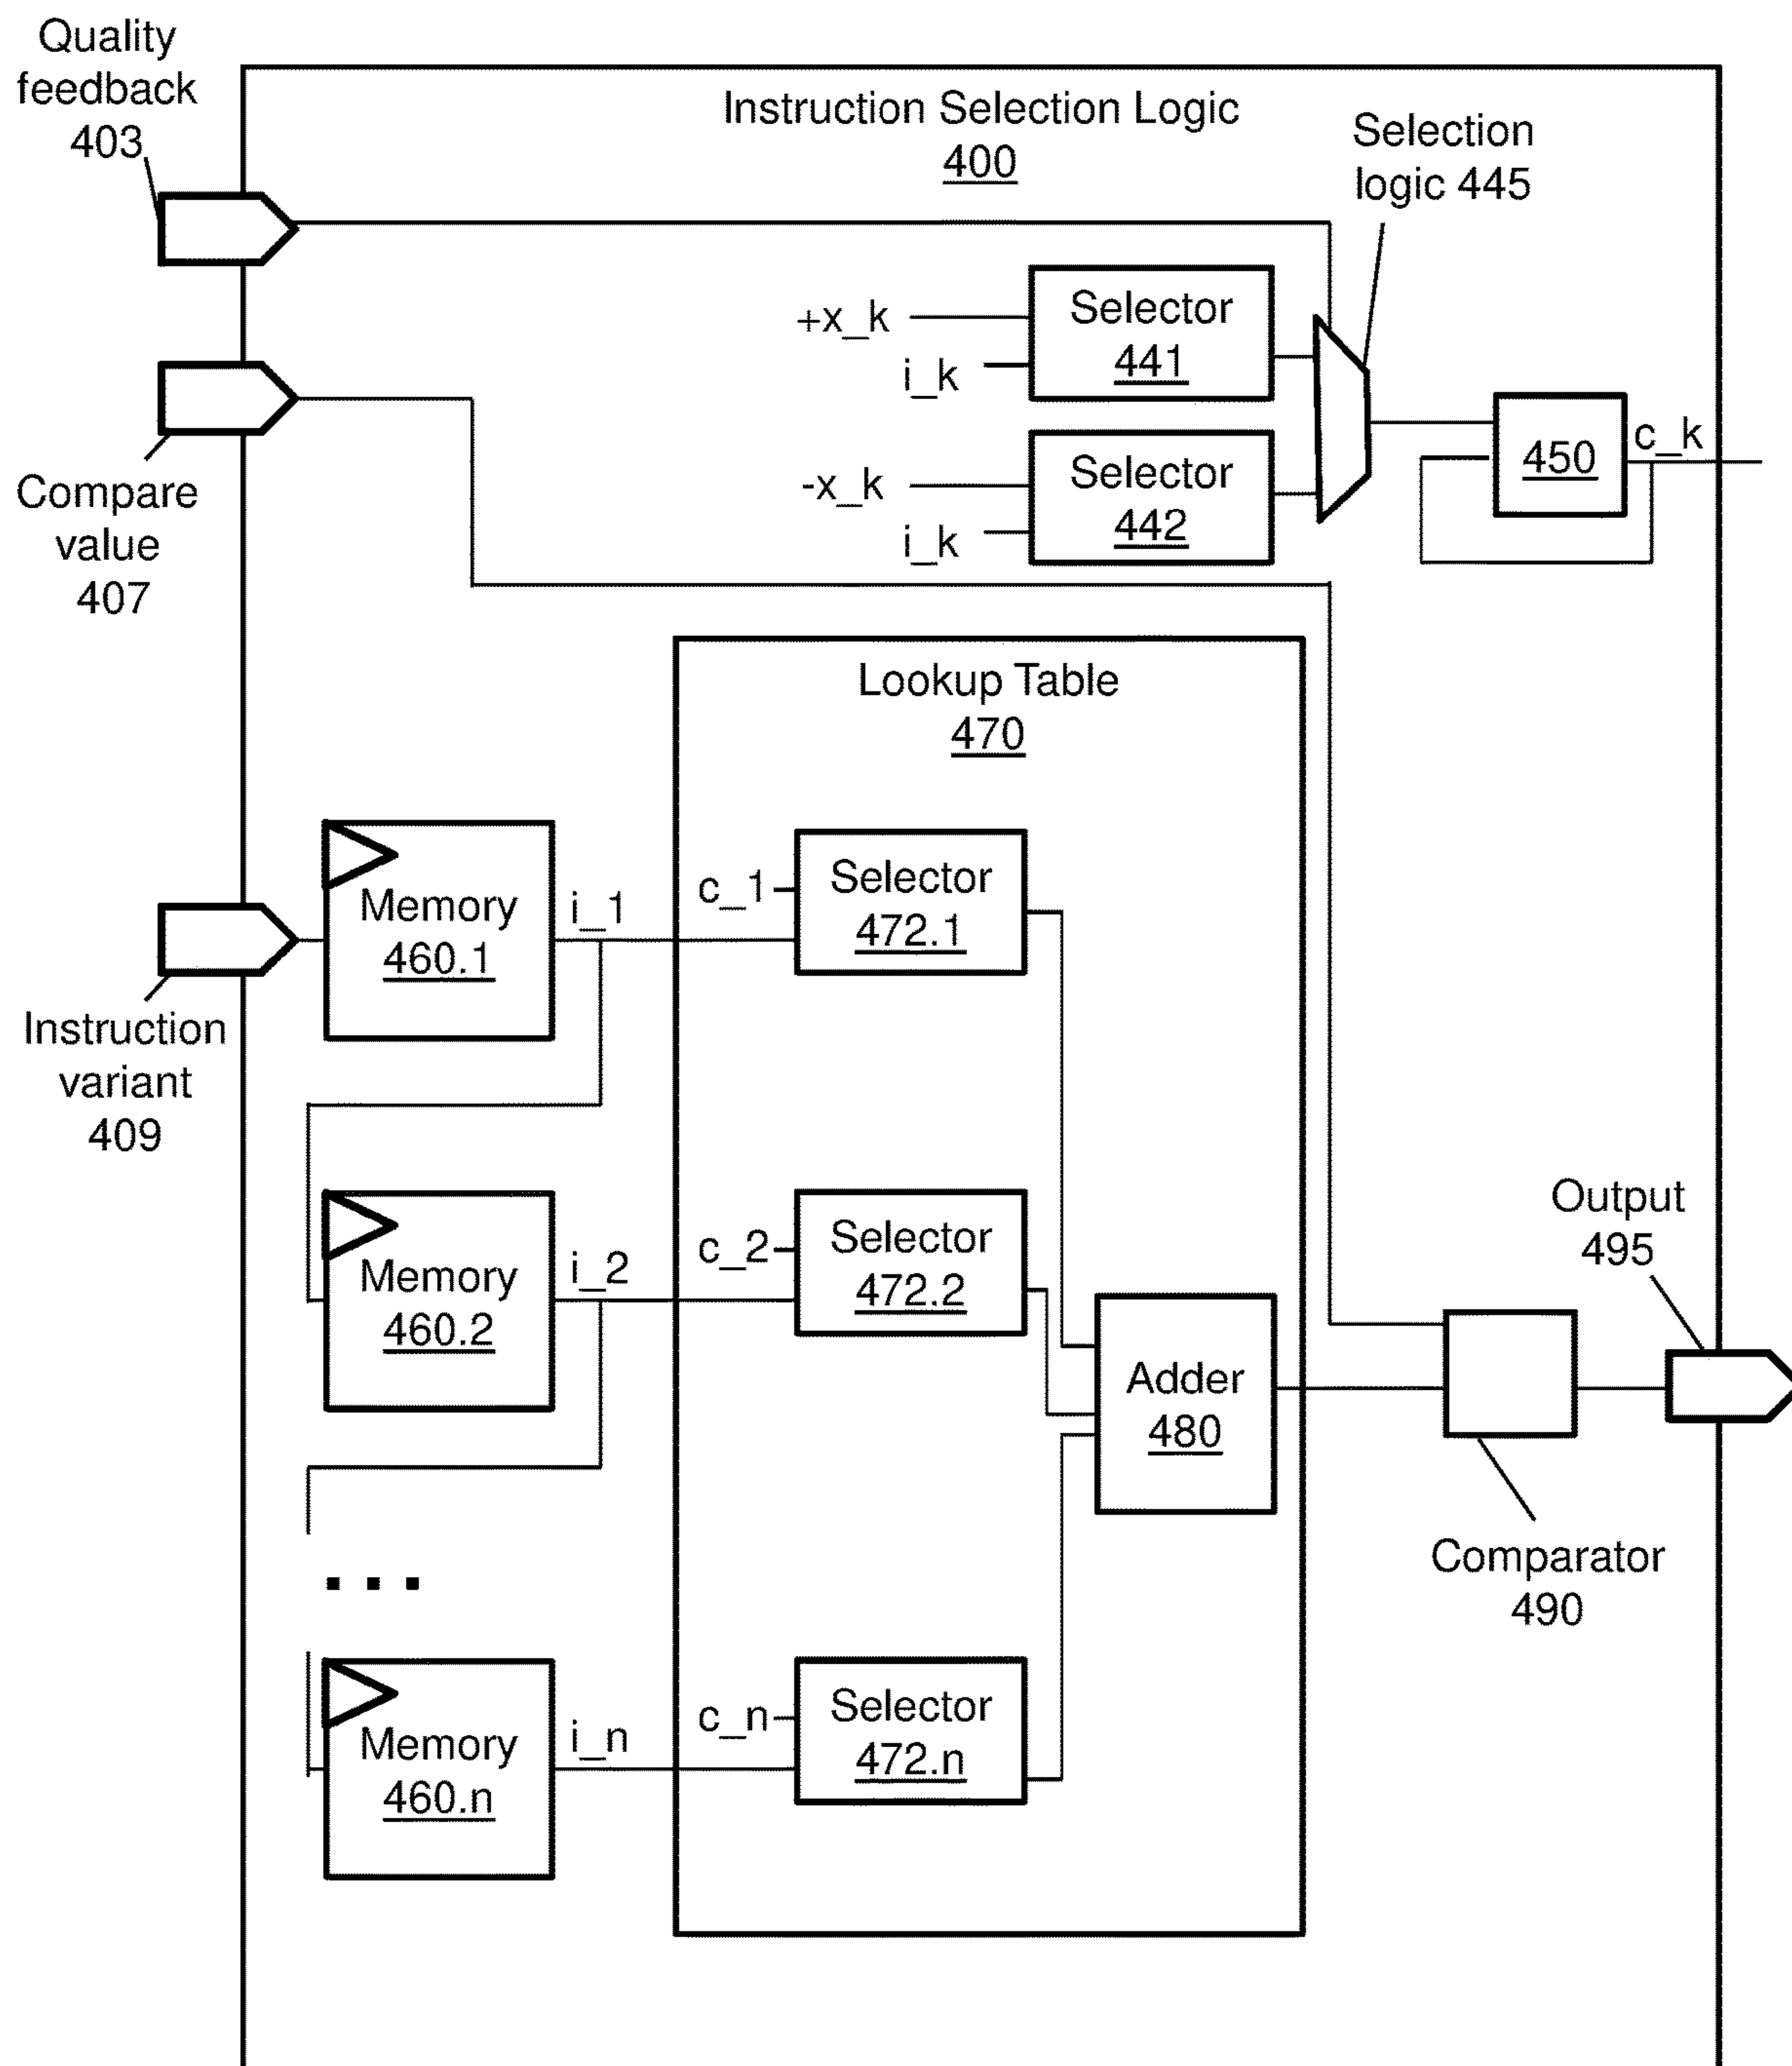 Quality
feedback
403
Instruction Selection Logic
400
Selection
logic 445
+x_k
i_k
Selector
441
-x_k
i_k
Selector
442
450
c_k
Compare
value
407
Lookup Table
470
Memory
460.1
i_1
c_1
Selector
472.1
Instruction
variant
409
Memory
460.2
i_2
c_2
Selector
472.2
Adder
480
Output
495
Comparator
490
. . .
Memory
460.n
i_n
c_n
Selector
472.n